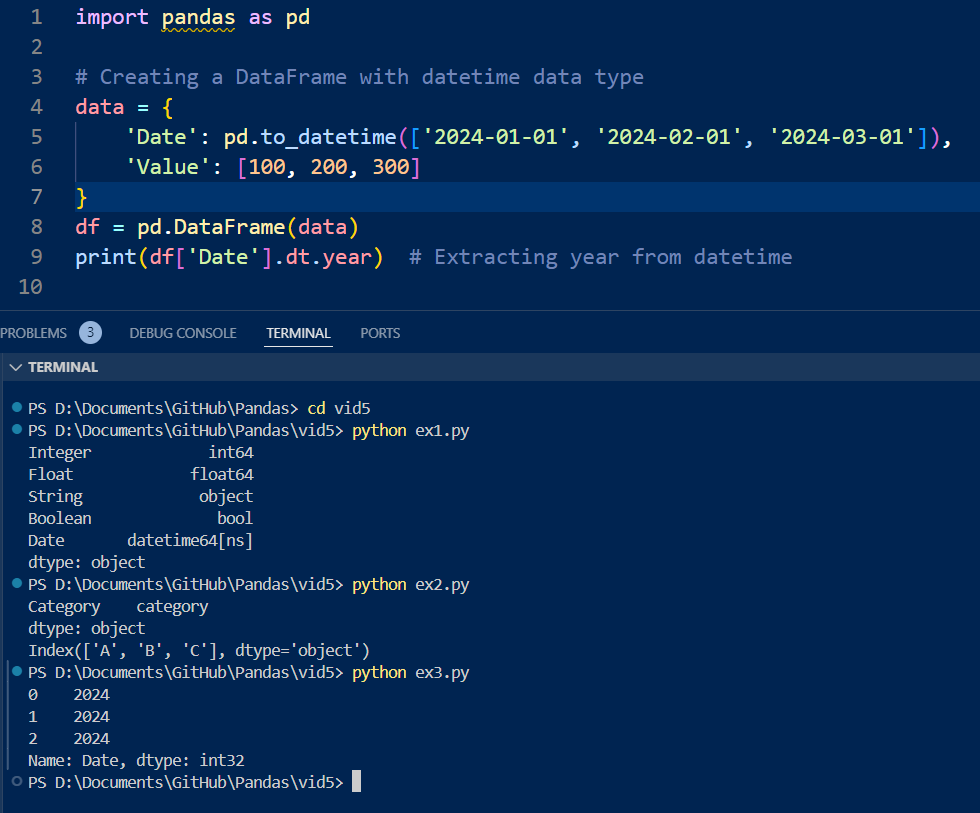 1 import pandas as pd
2
3 # Creating a DataFrame with datetime data type
4 data = {
5     'Date': pd.to_datetime(['2024-01-01', '2024-02-01', '2024-03-01']),
6     'Value': [100, 200, 300]
7 }
8 df = pd.DataFrame(data)
9 print(df['Date'].dt.year)  # Extracting year from datetime
10
PROBLEMS 3 DEBUG CONSOLE TERMINAL PORTS
TERMINAL
PS D:\Documents\GitHub\Pandas> cd vid5
PS D:\Documents\GitHub\Pandas\vid5> python ex1.py
Integer             int64
Float             float64
String             object
Boolean              bool
Date       datetime64[ns]
dtype: object
PS D:\Documents\GitHub\Pandas\vid5> python ex2.py
Category    category
dtype: object
Index(['A', 'B', 'C'], dtype='object')
PS D:\Documents\GitHub\Pandas\vid5> python ex3.py
0    2024
1    2024
2    2024
Name: Date, dtype: int32
PS D:\Documents\GitHub\Pandas\vid5>